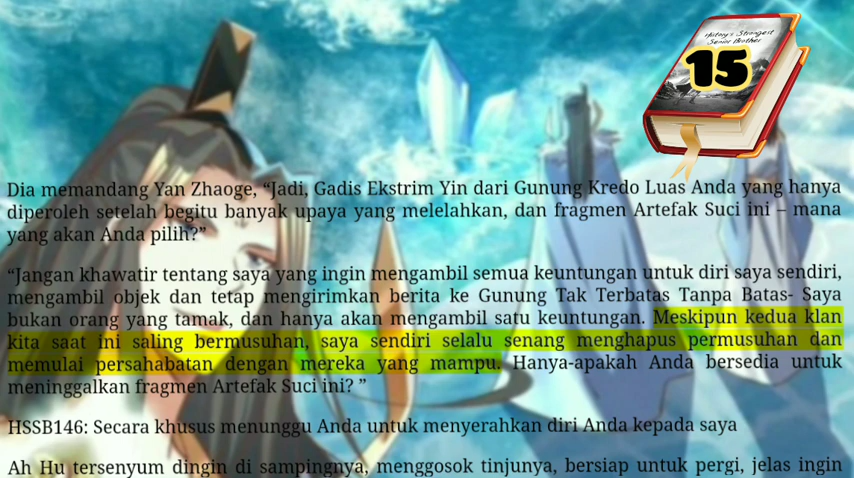 History's Strongest
Senior Brother
15
Dia memandang Yan Zhaoge, “Jadi, Gadis Ekstrim Yin dari Gunung Kredo Luas Anda yang hanya
diperoleh setelah begitu banyak upaya yang melelahkan, dan fragmen Artefak Suci ini – mana
yang akan Anda pilih?”
“Jangan khawatir tentang saya yang ingin mengambil semua keuntungan untuk diri saya sendiri,
mengambil objek dan tetap mengirimkan berita ke Gunung Tak Terbatas Tanpa Batas- Saya
bukan orang yang tamak, dan hanya akan mengambil satu keuntungan. Meskipun kedua klan
kita saat ini saling bermusuhan, saya sendiri selalu senang menghapus permusuhan dan
memulai persahabatan dengan mereka yang mampu. Hanya-apakah Anda bersedia untuk
meninggalkan fragmen Artefak Suci ini? ”
HSSB146: Secara khusus menunggu Anda untuk menyerahkan diri Anda kepada saya
Ah Hu tersenyum dingin di sampingnya, menggosok tinjunya, bersiap untuk pergi, jelas ingin